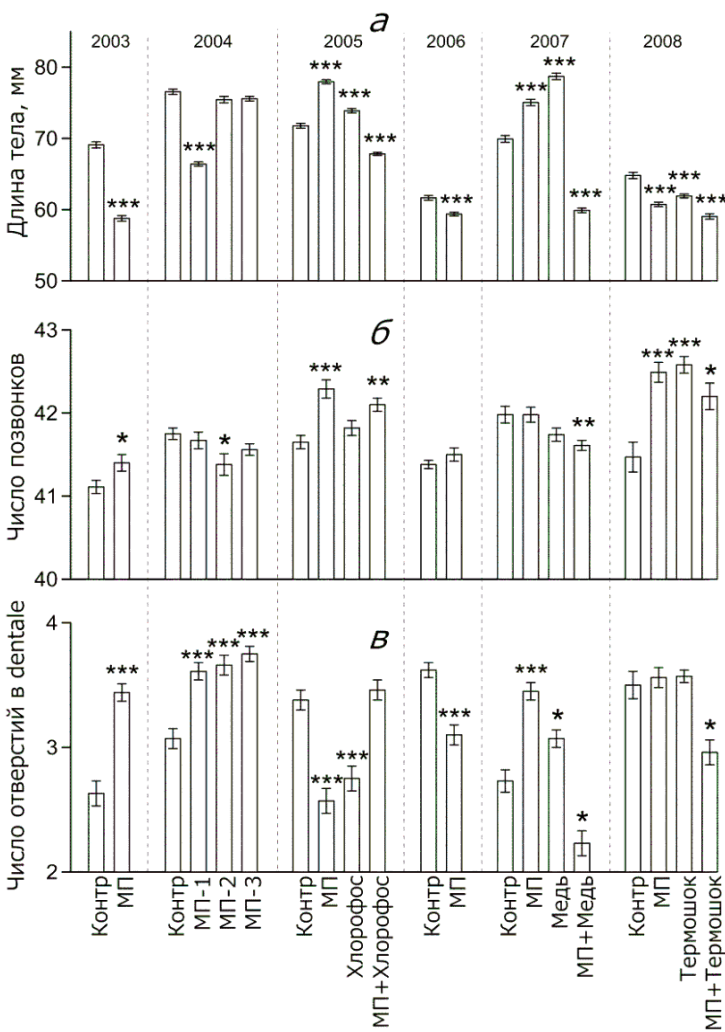 а
2003 2004 2005 2006 2007 2008
Длина тела, мм
80
70
60
50
*** *** *** *** *** *** *** *** *** *** *** ***
б
Число позвонков
43
42
41
40
* * *** ** ** *** *** *
в
Число отверстий в dentale
4
3
2
*** *** *** *** *** *** *** *** * * *
Контр МП Контр МП-1 МП-2 МП-3 Контр МП Хлорофос МП+Хлорофос Контр МП Контр МП Медь МП+Медь Контр МП Термошок МП+Термошок